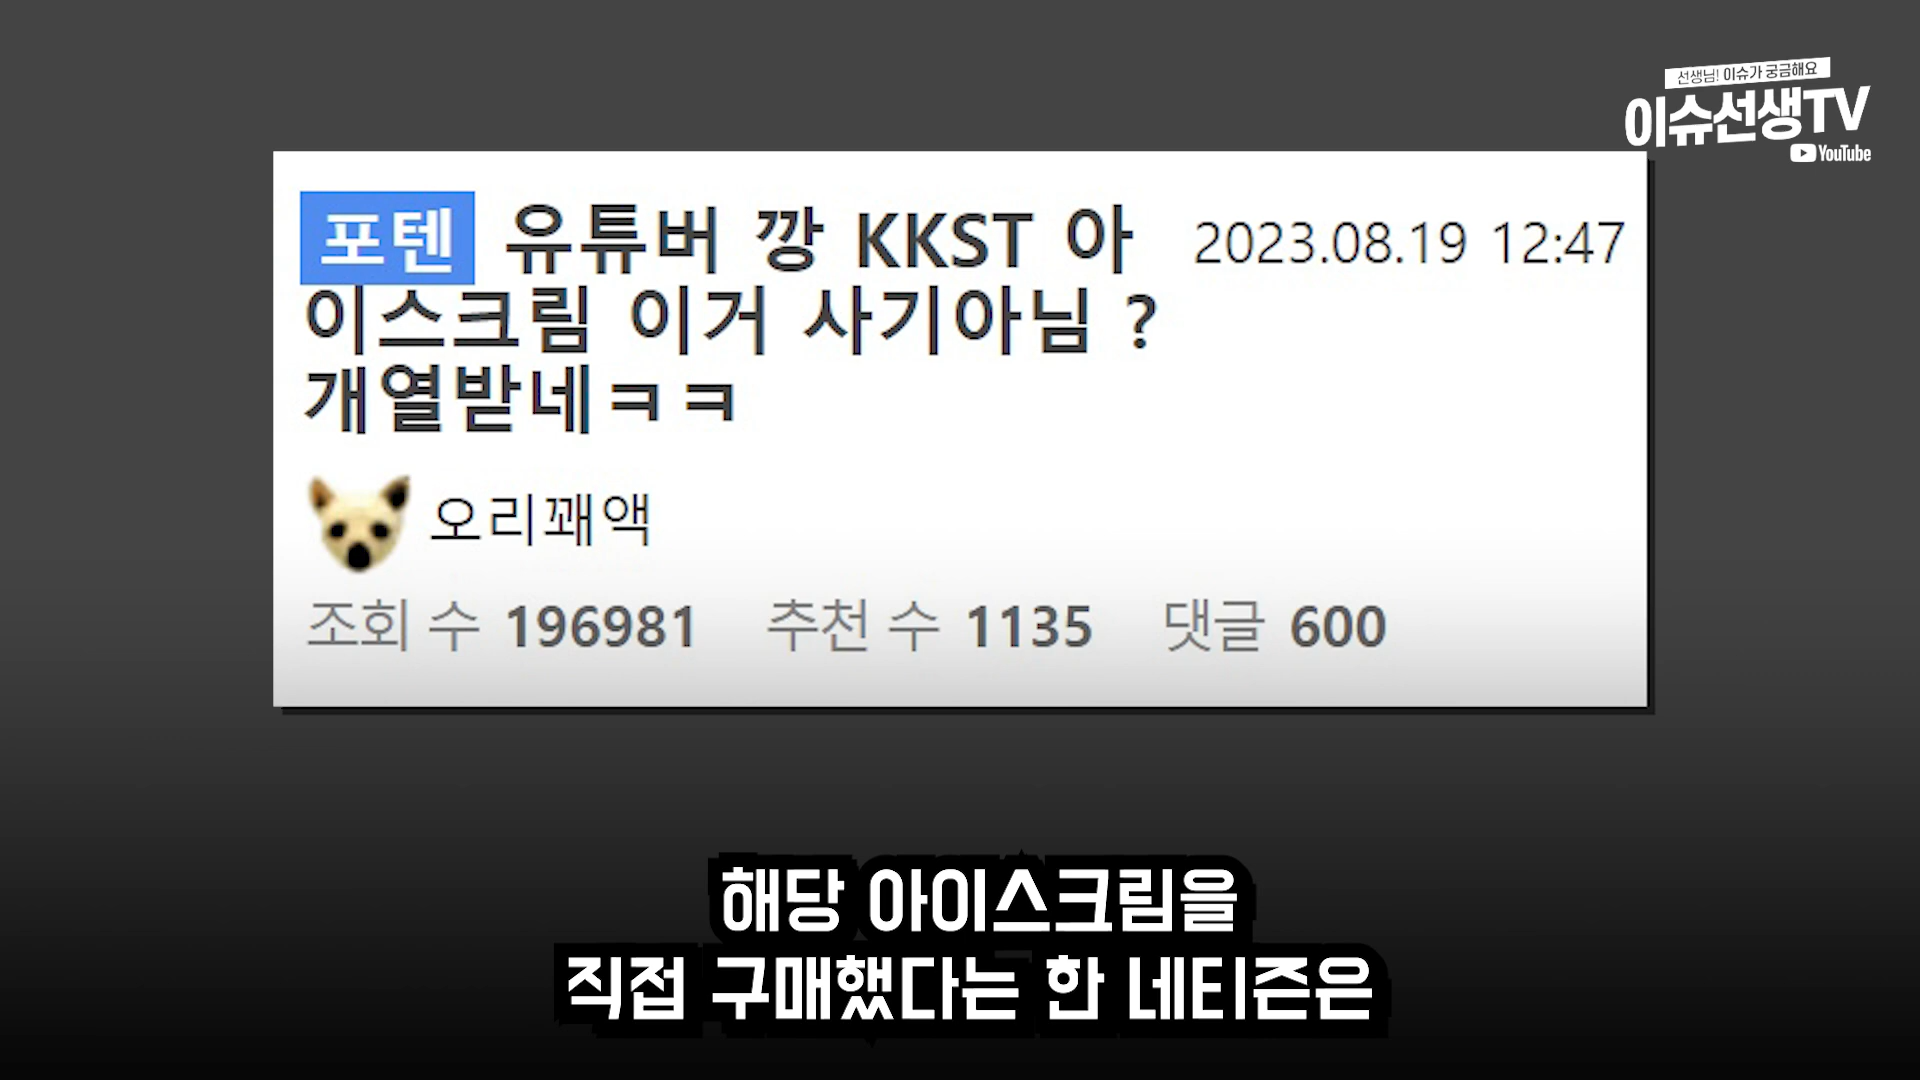 선생님! 이슈가 궁금해요
이슈선생TV
YouTube
포텐 유튜버 깡 KKST 아 2023.08.19 12:47
이스크림 이거 사기아님 ?
개열받네ㅋㅋ
오리꽤액
조회 수 196981 추천 수 1135 댓글 600
해당 아이스크림을
직접 구매했다는 한 네티즌은